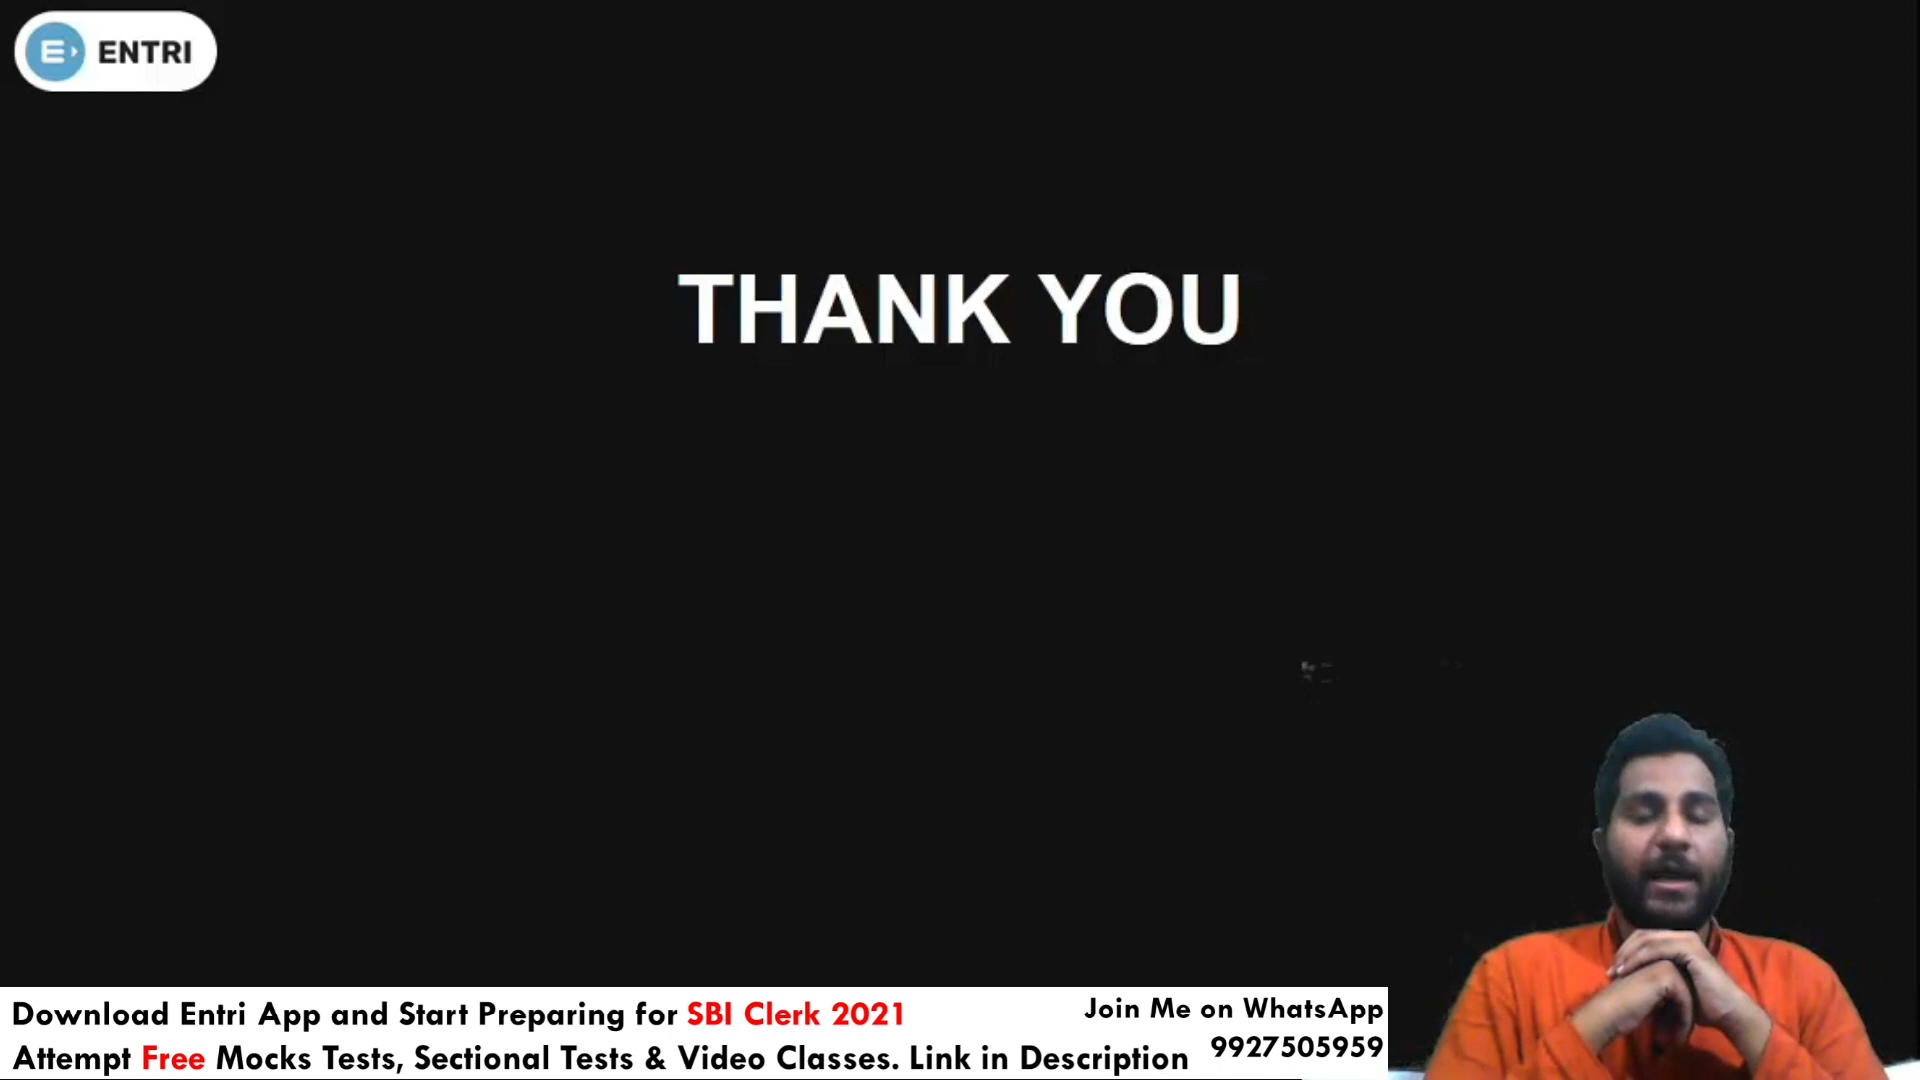 ENTRI
THANK YOU
Download Entri App and Start Preparing for SBI Clerk 2021
Attempt Free Mocks Tests, Sectional Tests & Video Classes. Link in Description
Join Me on WhatsApp
9927505959